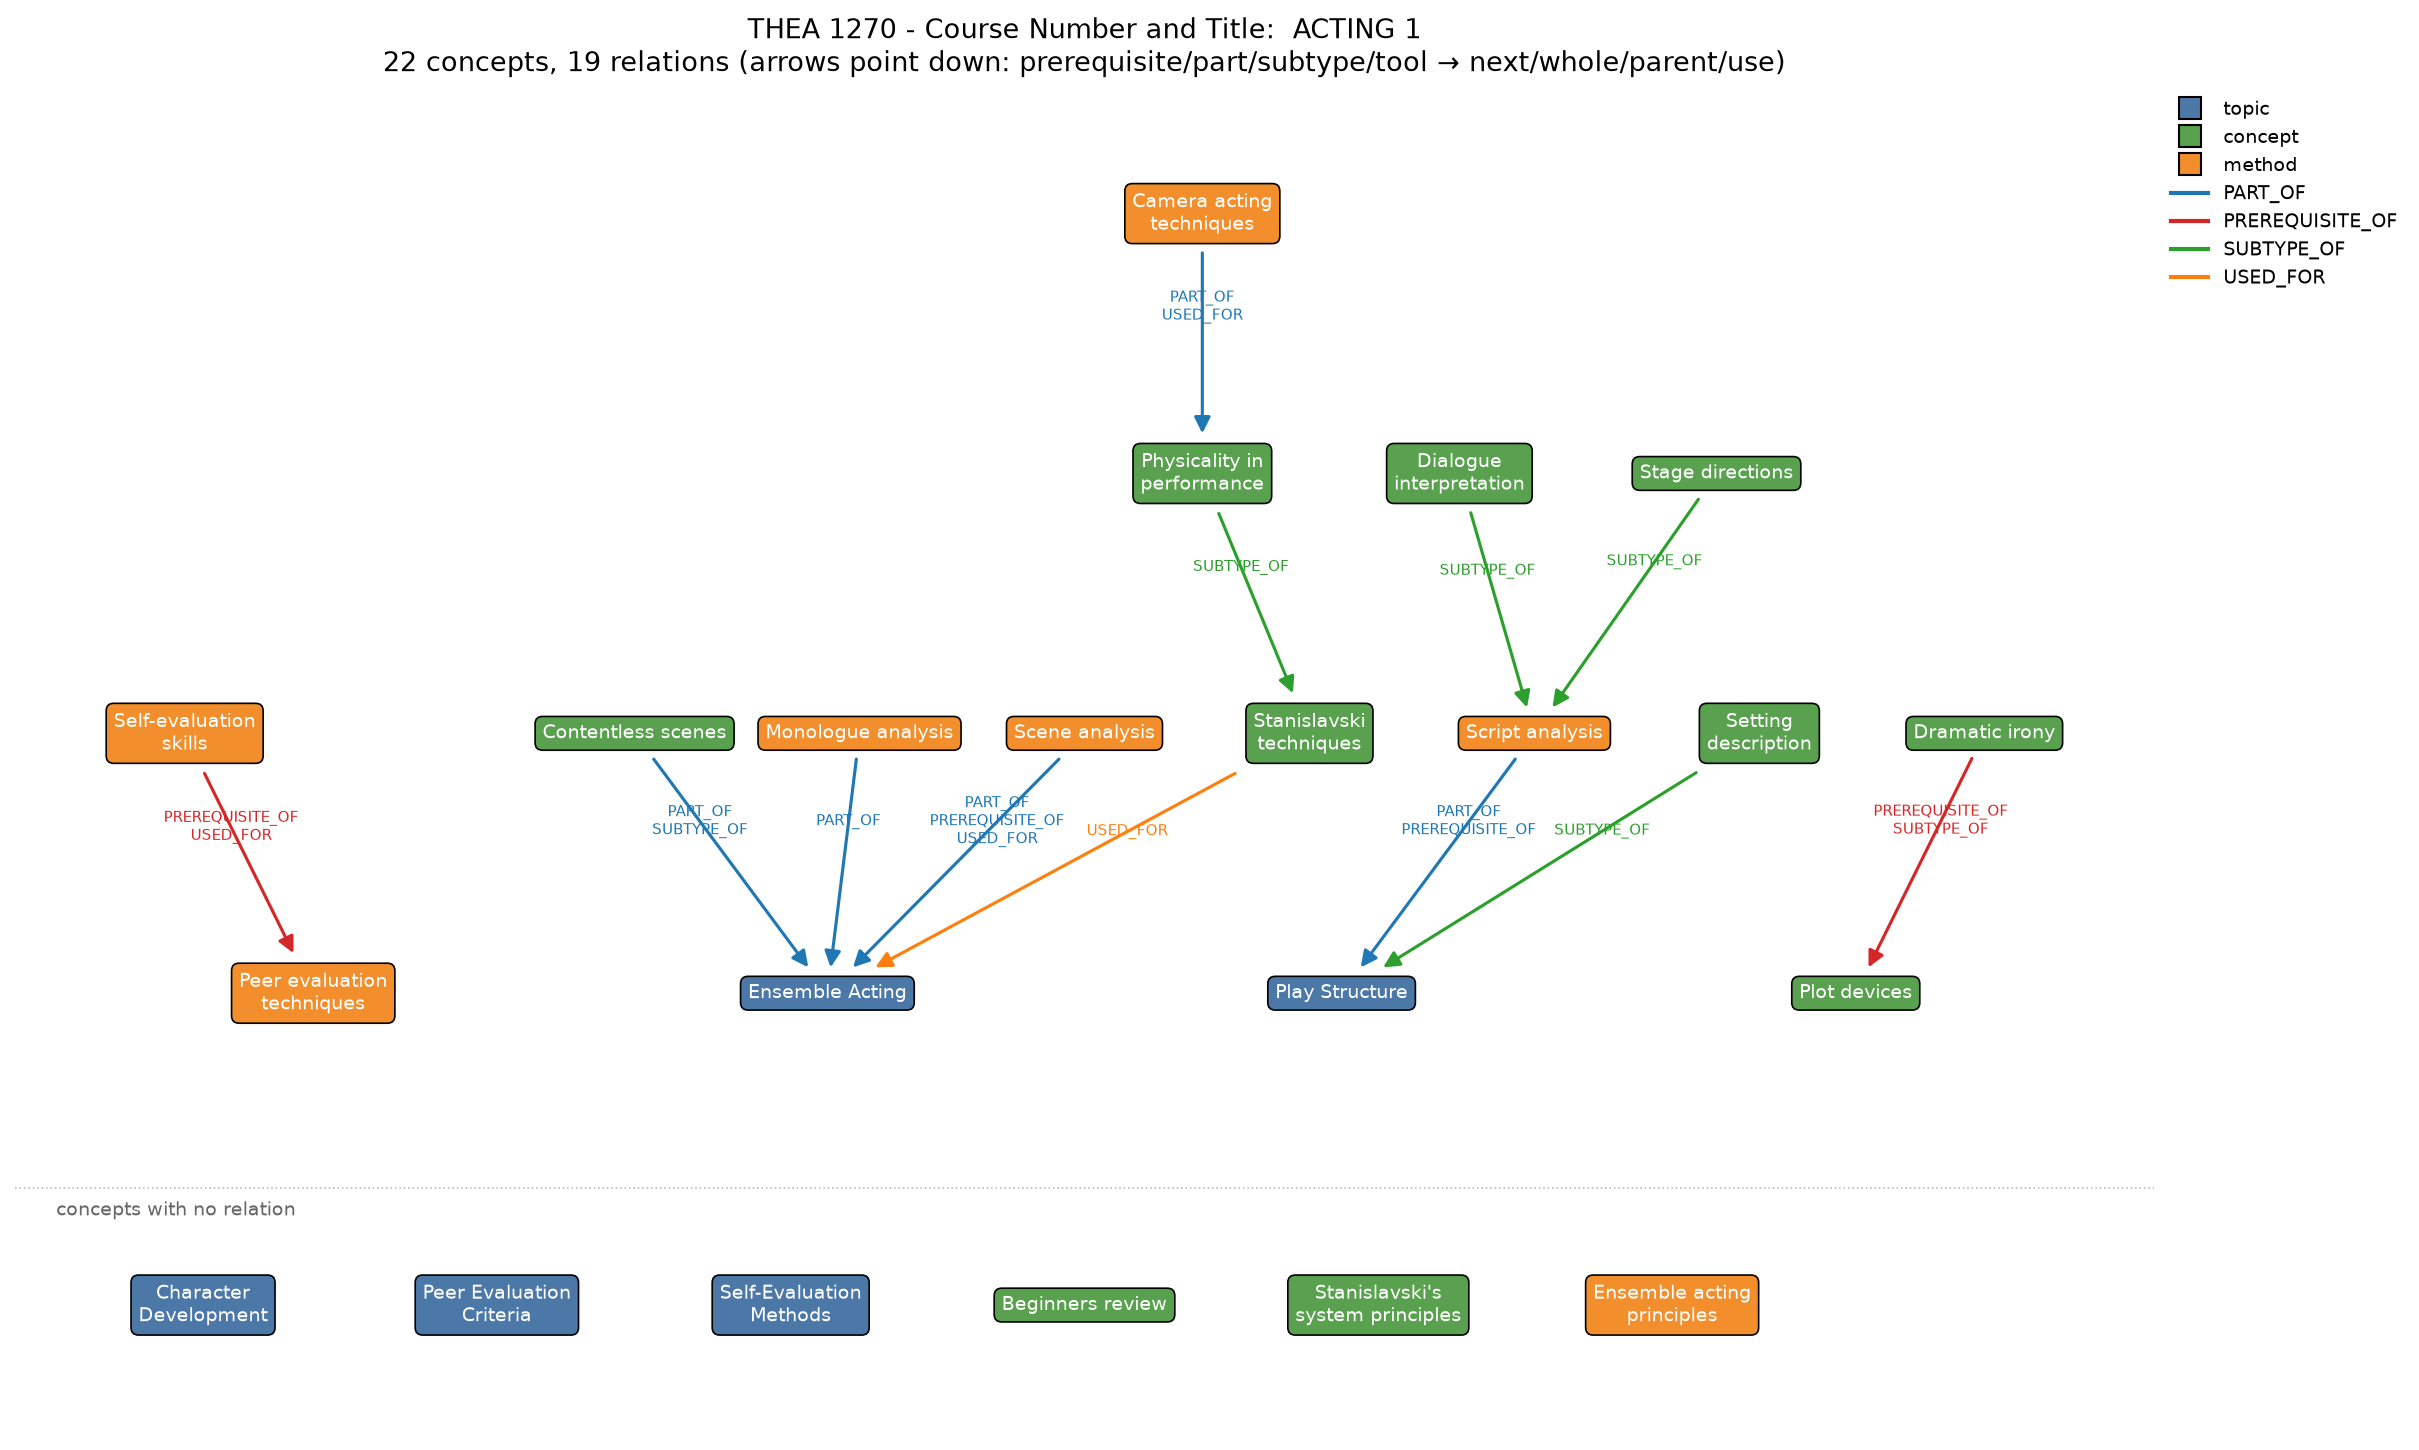 THEA 1270 - Course Number and Title:  ACTING 1
22 concepts, 19 relations (arrows point down: prerequisite/part/subtype/tool → next/whole/parent/use)
topic
concept
method
PART_OF
PREREQUISITE_OF
SUBTYPE_OF
USED_FOR
Camera acting
techniques
PART_OF
USED_FOR
Physicality in
performance
Dialogue
interpretation
Stage directions
SUBTYPE_OF
SUBTYPE_OF
SUBTYPE_OF
Self-evaluation
skills
Contentless scenes
Monologue analysis
Scene analysis
Stanislavski
techniques
Script analysis
Setting
description
Dramatic irony
PREREQUISITE_OF
USED_FOR
PART_OF
SUBTYPE_OF
PART_OF
PART_OF
PREREQUISITE_OF
USED_FOR
USED_FOR
PART_OF
PREREQUISITE_OF
SUBTYPE_OF
PREREQUISITE_OF
SUBTYPE_OF
Peer evaluation
techniques
Ensemble Acting
Play Structure
Plot devices
concepts with no relation
Character
Development
Peer Evaluation
Criteria
Self-Evaluation
Methods
Beginners review
Stanislavski's
system principles
Ensemble acting
principles